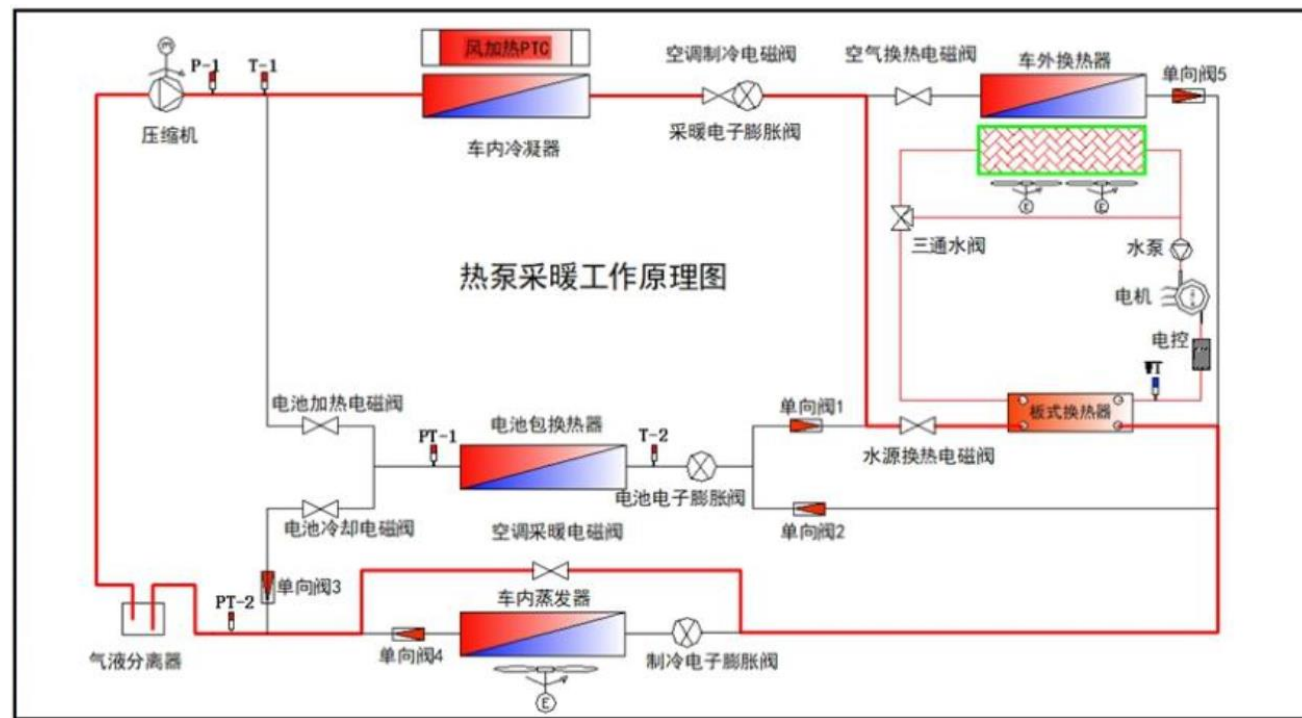 风加热PTC
P-1
T-1
空调制冷电磁阀
空气换热电磁阀
车外换热器
单向阀5
M
压缩机
车内冷凝器
采暖电子膨胀阀
E
E
三通水阀
水泵
热泵采暖工作原理图
电机
电控
WT
电池加热电磁阀
单向阀1
板式换热器
PT-1
电池包换热器
T-2
水源换热电磁阀
电池电子膨胀阀
电池冷却电磁阀
空调采暖电磁阀
单向阀2
单向阀3
PT-2
车内蒸发器
气液分离器
单向阀4
制冷电子膨胀阀
E